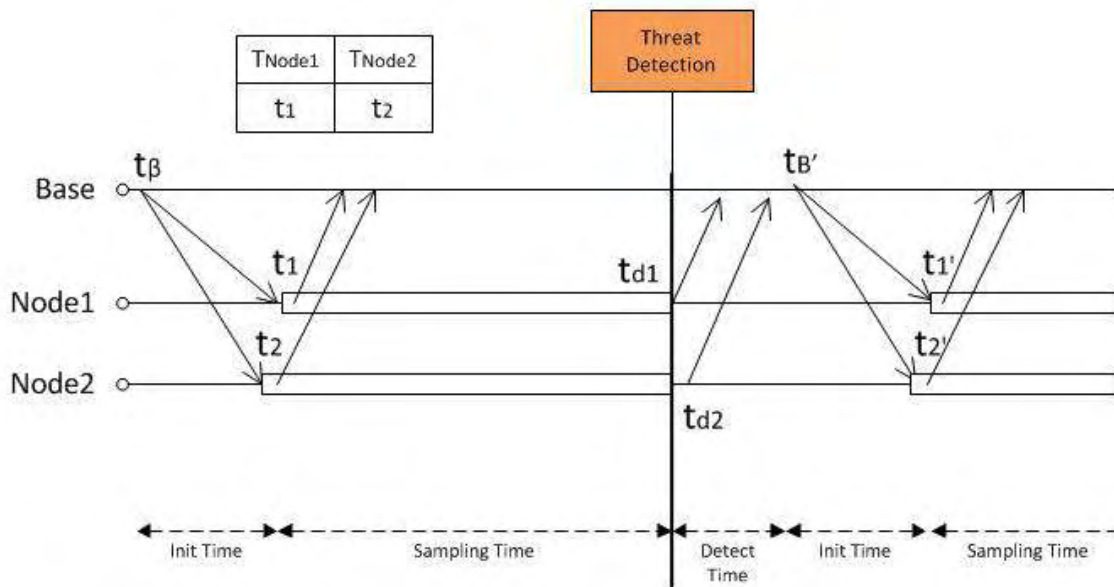 Threat
Detection
TNode1 TNode2
t1 t2
tβ
tB'
Base
t1
td1
t1'
Node1
t2
t2'
Node2
td2
Init Time
Sampling Time
Detect
Time
Init Time
Sampling Time